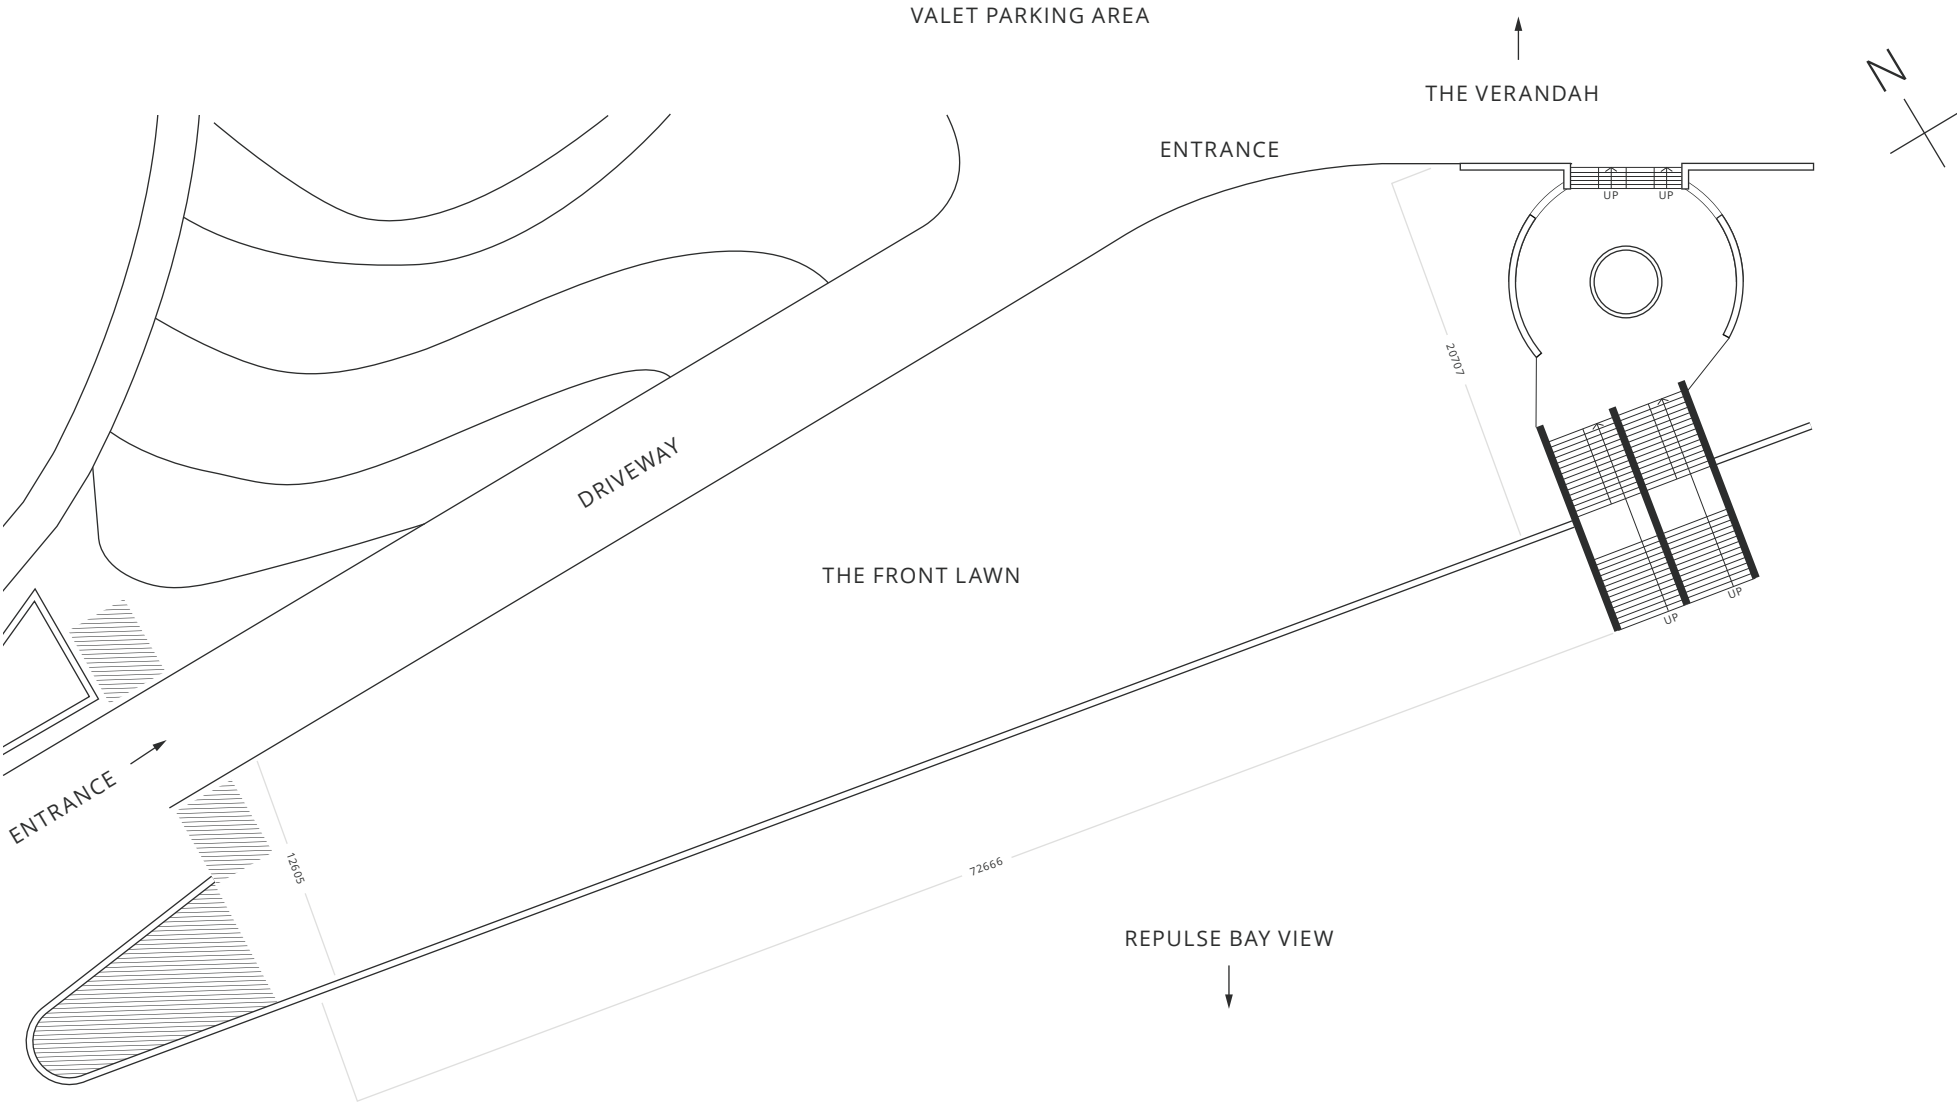 VALET PARKING AREA
N
THE VERANDAH
ENTRANCE
UP UP
20707
DRIVEWAY
THE FRONT LAWN
UP
UP
ENTRANCE
12605
72666
REPULSE BAY VIEW